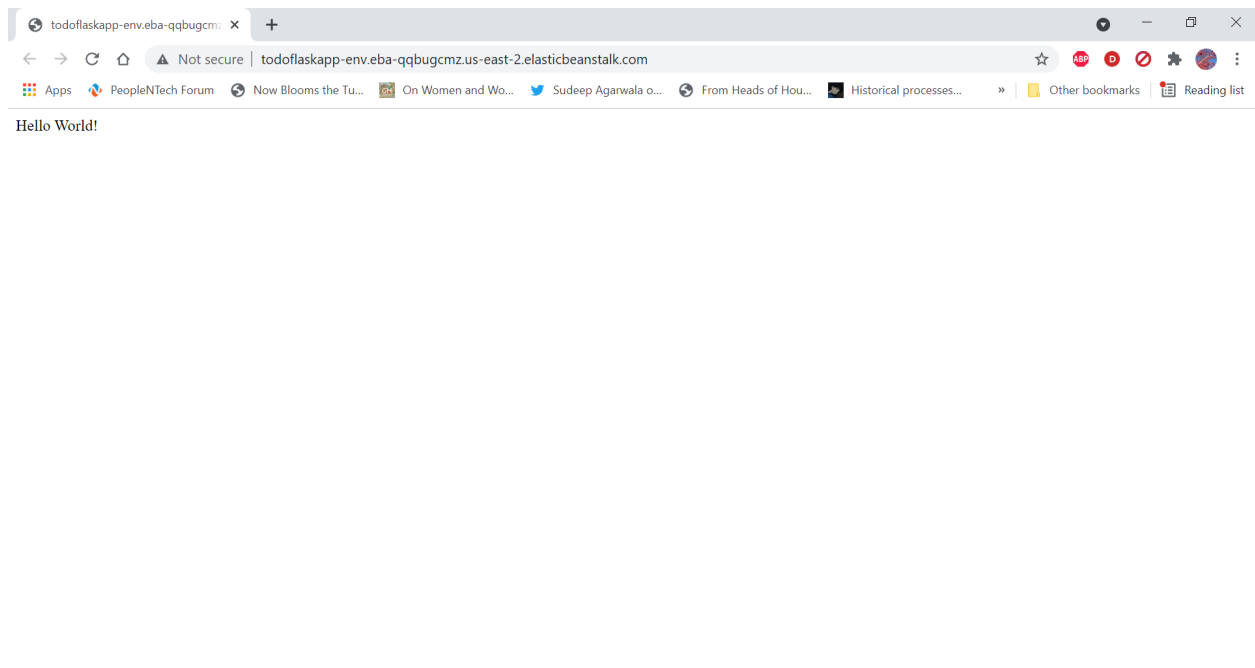 todoflaskapp-env.eba-qqbugcmz
Not secure | todoflaskapp-env.eba-qqbugcmz.us-east-2.elasticbeanstalk.com ABP D
Apps PeopleNTech Forum Now Blooms the Tu... GM On Women and Wo... Sudeep Agarwala o... From Heads of Hou... Historical processes... » Other bookmarks Reading list
Hello World!